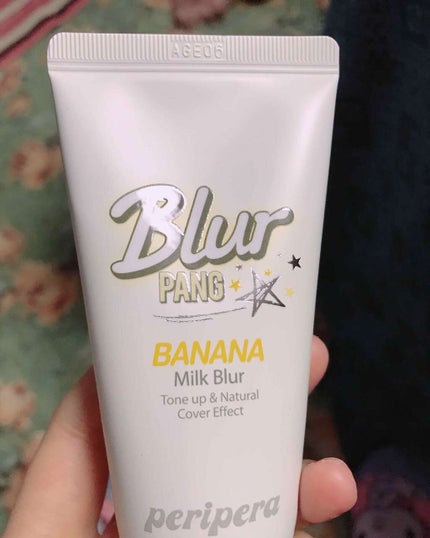 AGE06
Blur
PANG
BANANA
Milk Blur
Tone up & Natural
Cover Effect
peripera